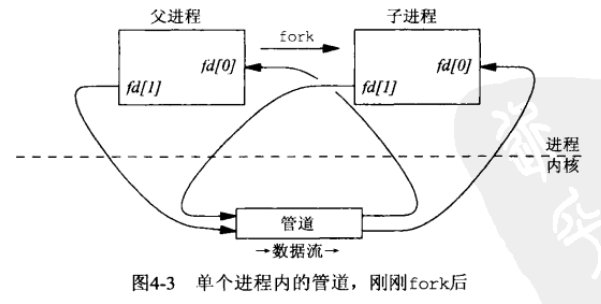 父进程
子进程
fork
fd[0]
fd[0]
fd[1]
fd[1]
进程
内核
管道
→数据流→
图4-3 单个进程内的管道，刚刚fork后